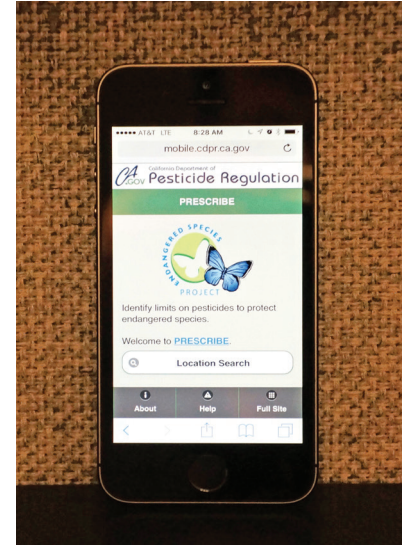 AT&T LTE 8:28 AM
mobile.cdpr.ca.gov
CA .GOV California Department of
Pesticide Regulation
PRESCRIBE
ENDANGERED SPECIES
PROJECT
Identify limits on pesticides to protect
endangered species.
Welcome to PRESCRIBE.
Location Search
About Help Full Site